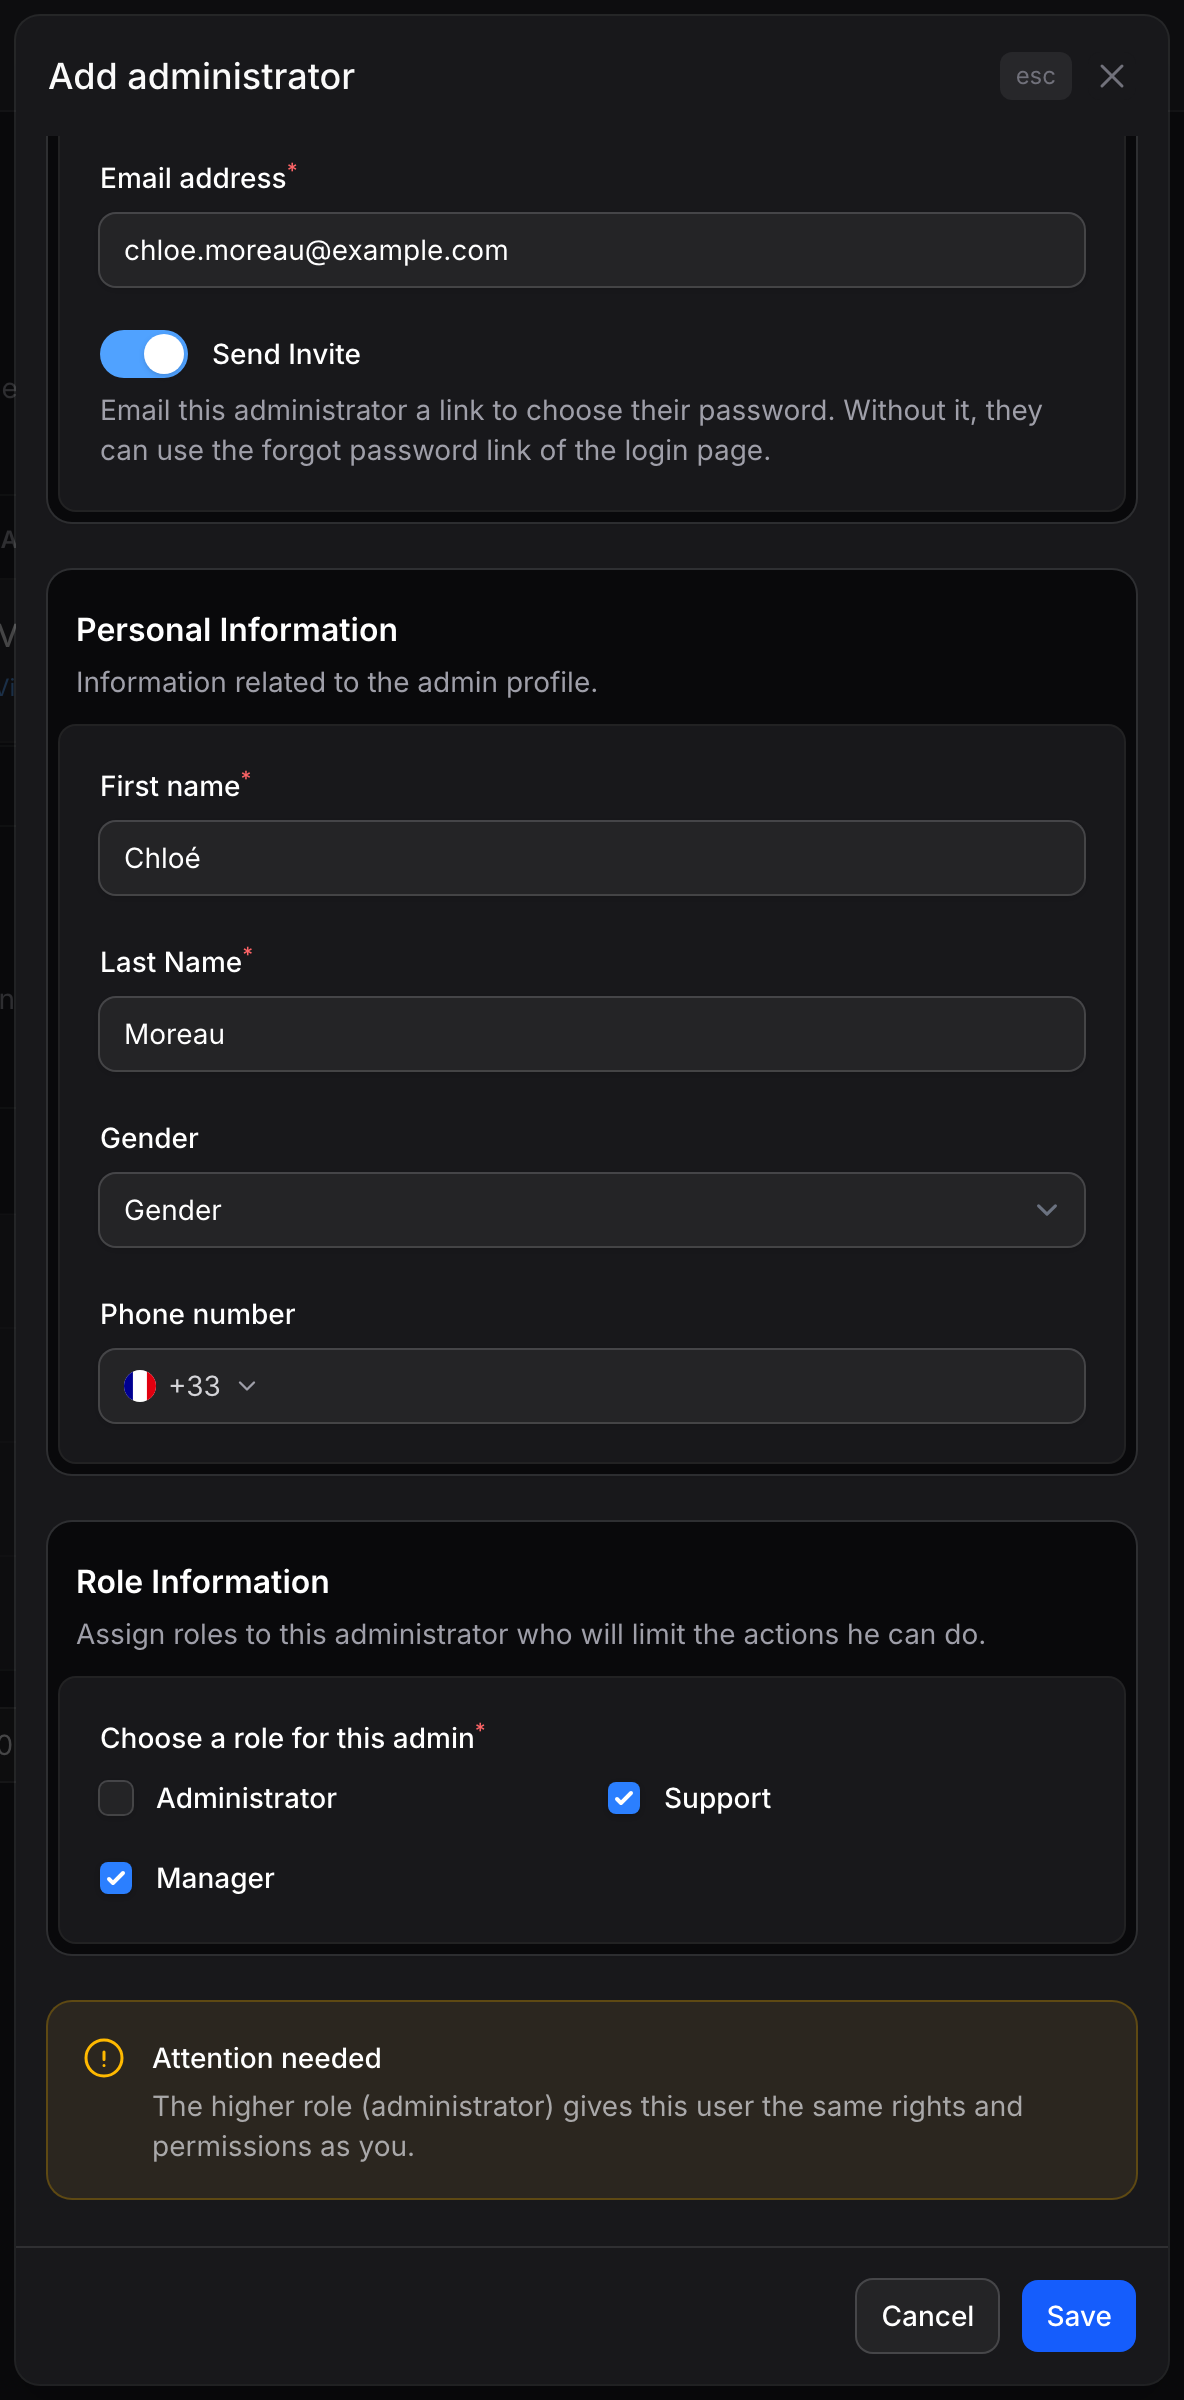 Add administrator
esc
Email address*
chloe.moreau@example.com
Send Invite
Email this administrator a link to choose their password. Without it, they
can use the forgot password link of the login page.
Personal Information
Information related to the admin profile.
First name*
Chloé
Last Name*
Moreau
Gender
Gender
Phone number
+33
Role Information
Assign roles to this administrator who will limit the actions he can do.
Choose a role for this admin*
Administrator
Support
Manager
Attention needed
The higher role (administrator) gives this user the same rights and
permissions as you.
Cancel
Save